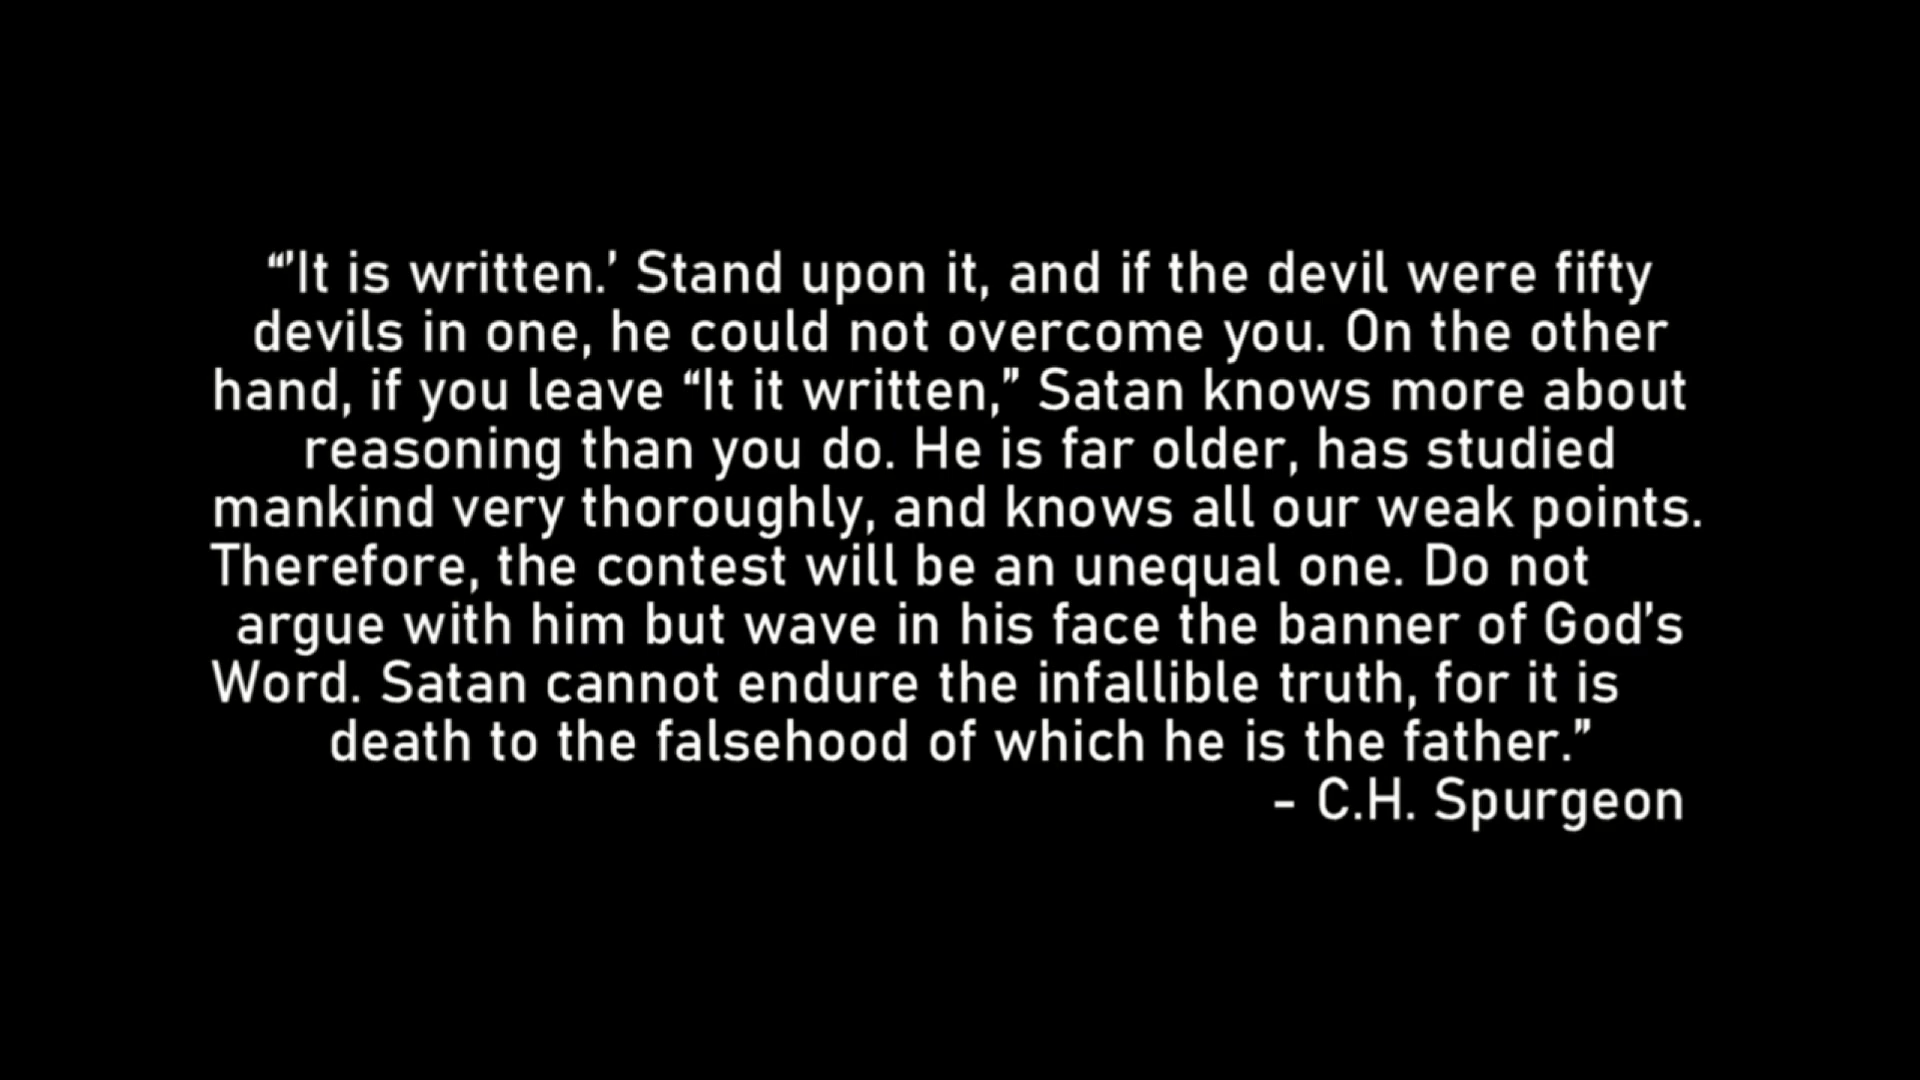 “’It is written.’ Stand upon it, and if the devil were fifty
devils in one, he could not overcome you. On the other
hand, if you leave “It it written,” Satan knows more about
reasoning than you do. He is far older, has studied
mankind very thoroughly, and knows all our weak points.
Therefore, the contest will be an unequal one. Do not
argue with him but wave in his face the banner of God’s
Word. Satan cannot endure the infallible truth, for it is
death to the falsehood of which he is the father.”
- C.H. Spurgeon